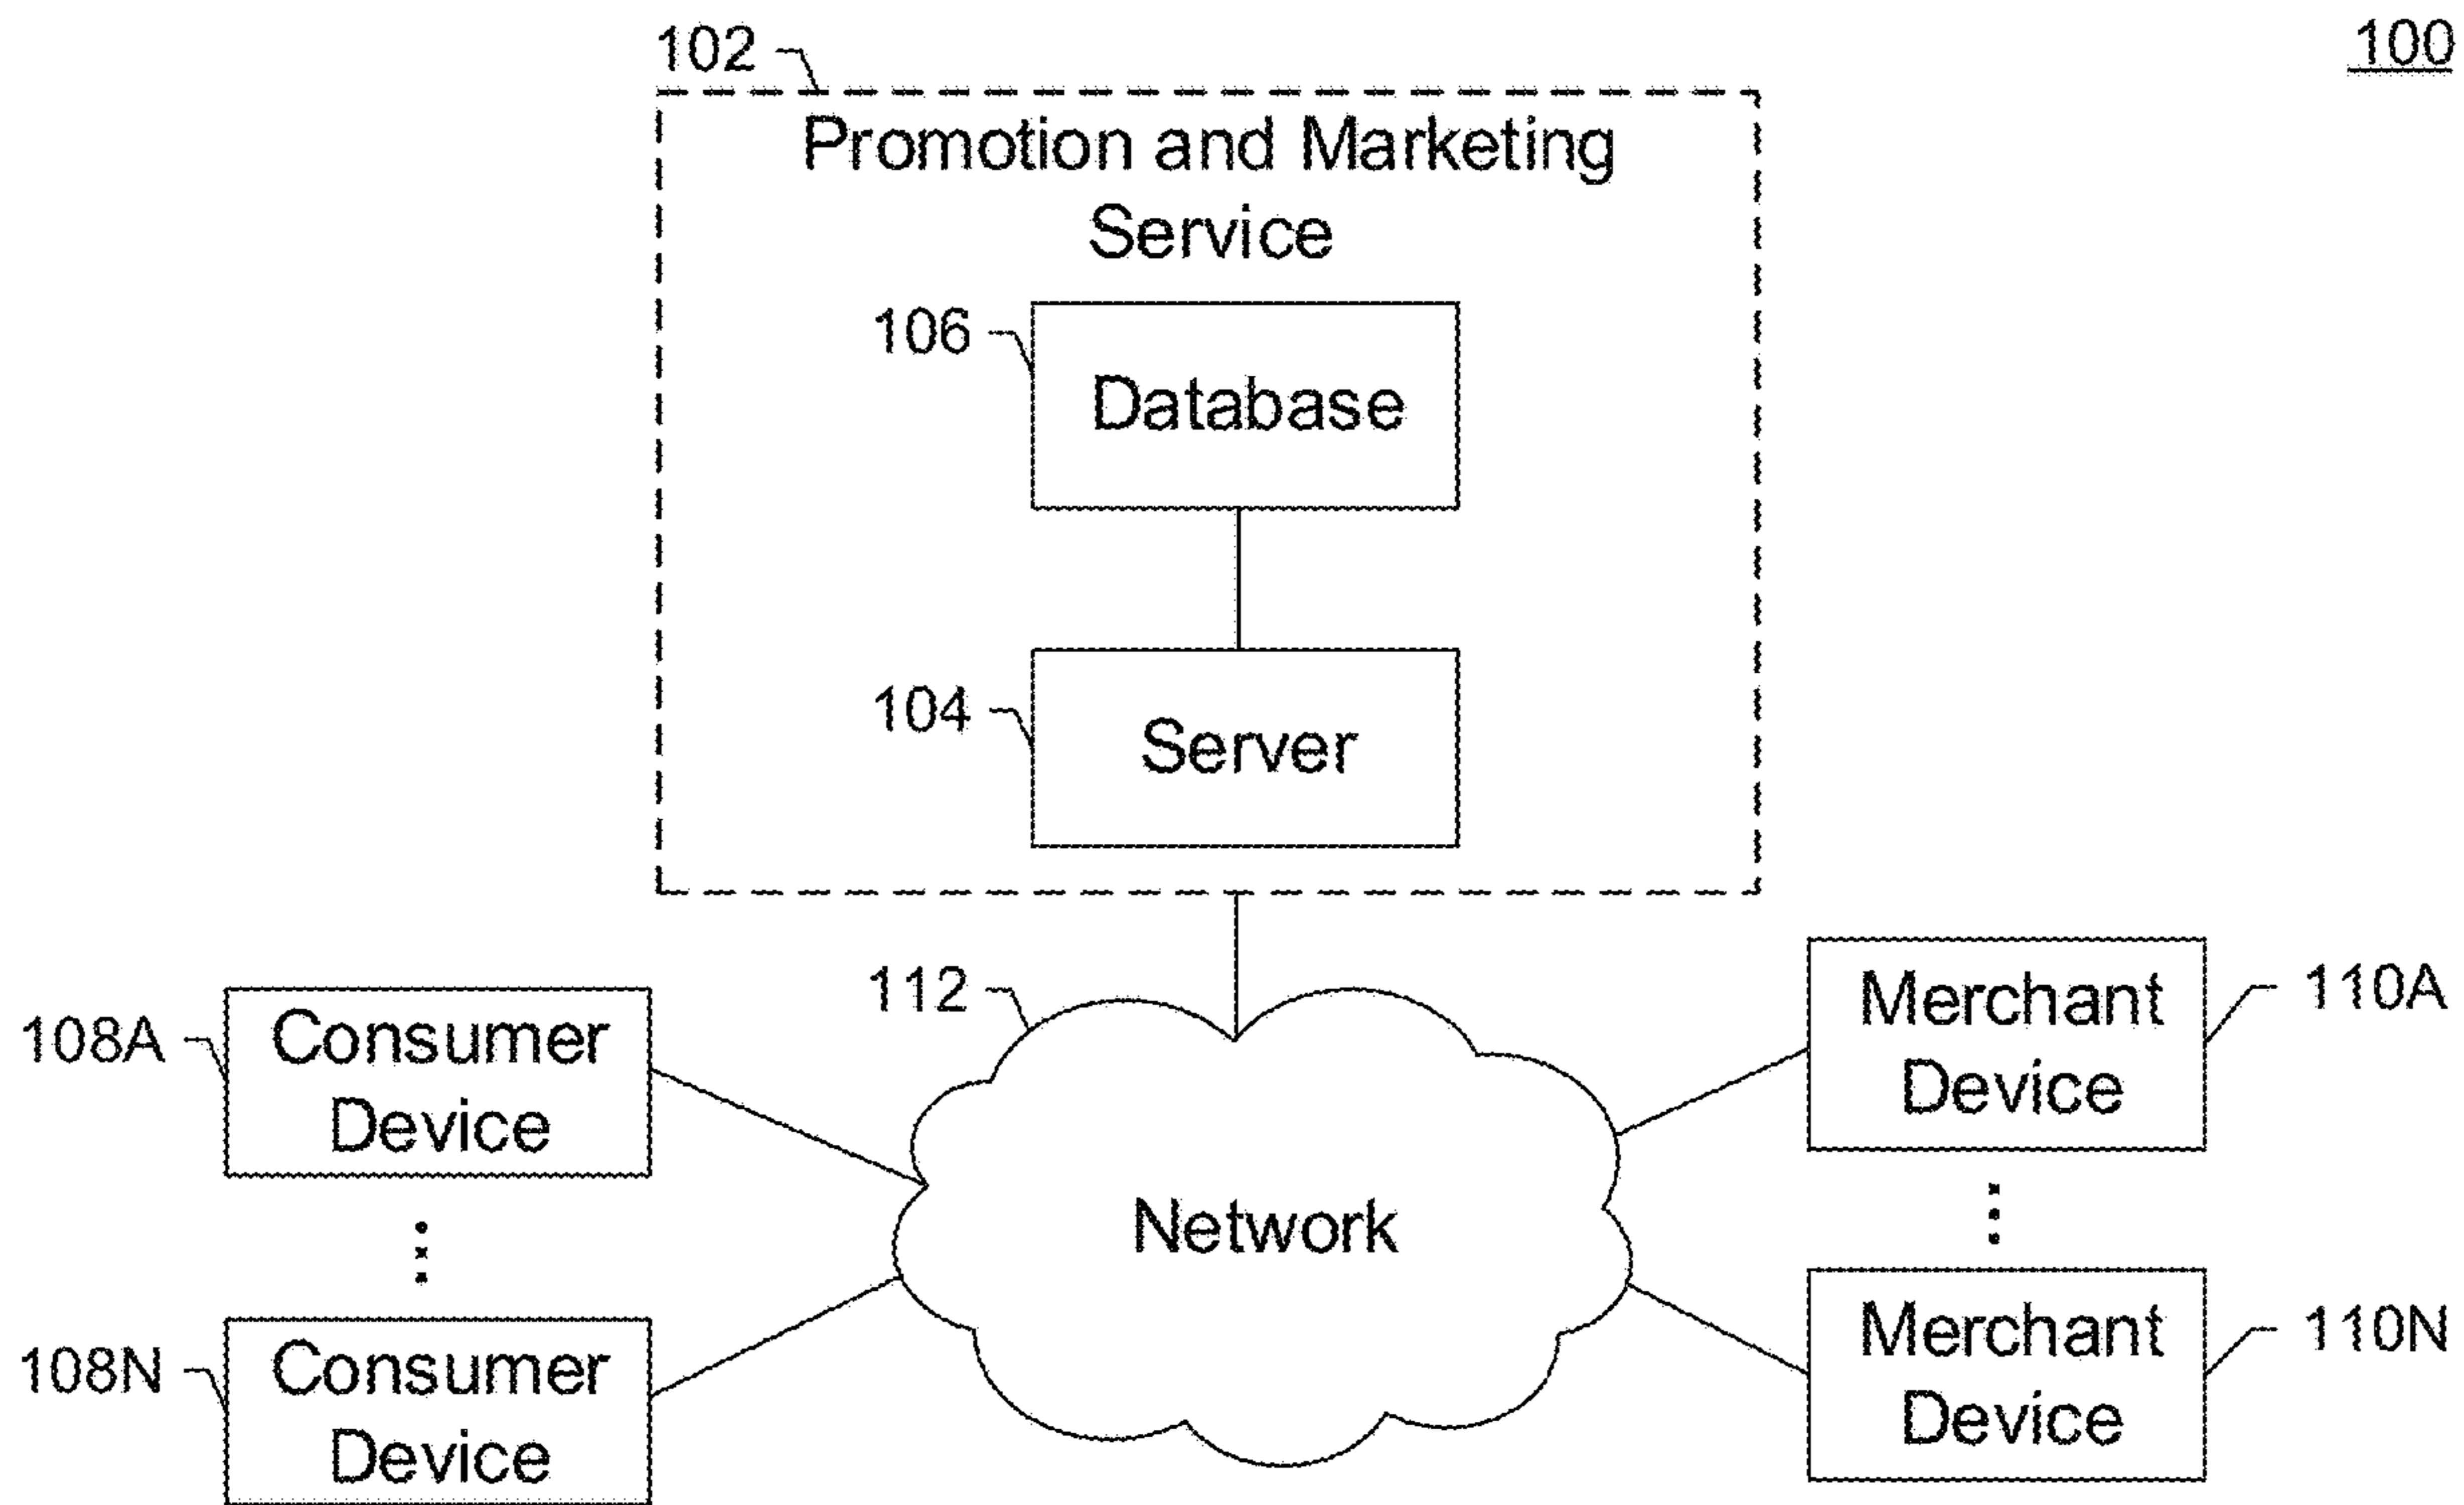 100
102
Promotion and Marketing
Service
106
Database
104
Server
112
108A
Consumer
Device
108N
Consumer
Device
Network
Merchant
Device
110A
Merchant
Device
110N